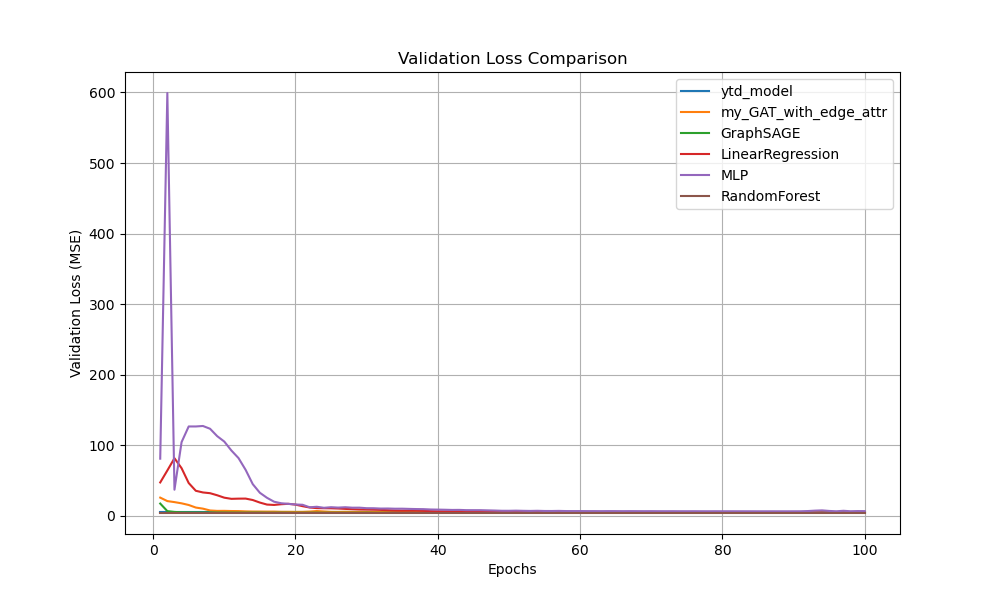 Validation Loss Comparison
600
500
400
300
200
100
0
Validation Loss (MSE)
0
20
40
60
80
100
Epochs
ytd_model
my_GAT_with_edge_attr
GraphSAGE
LinearRegression
MLP
RandomForest